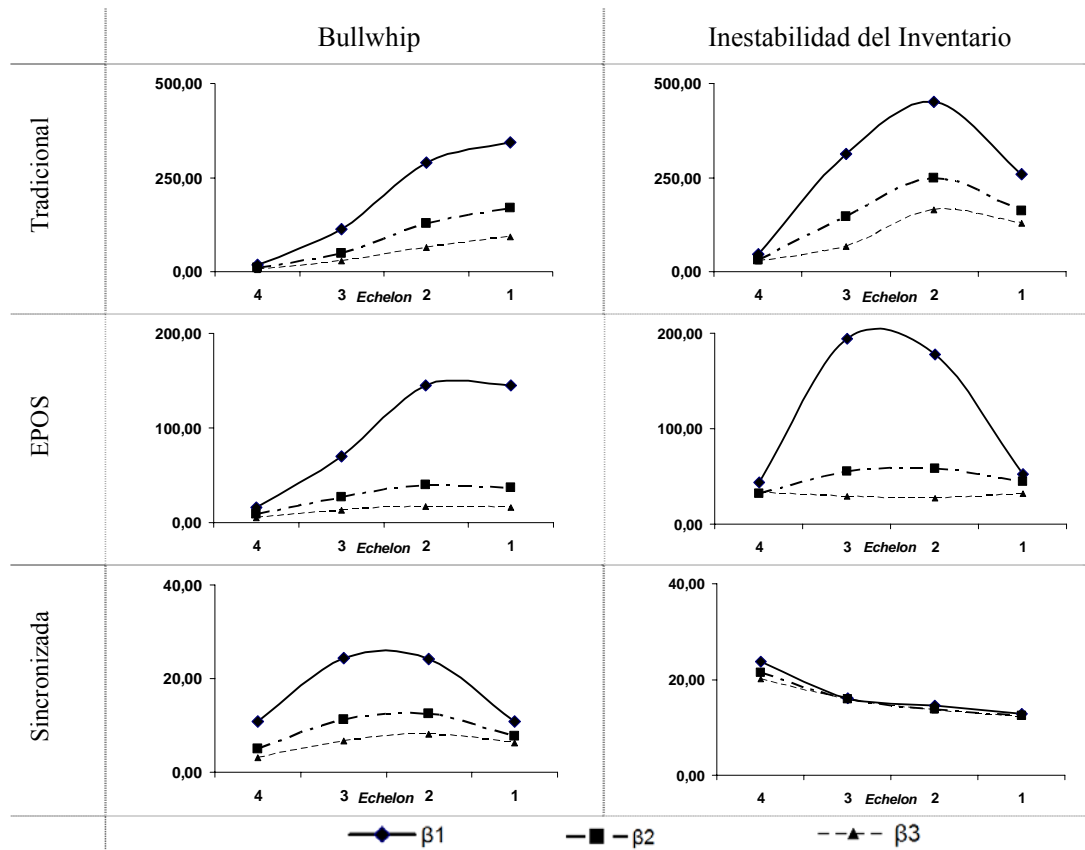 Bullwhip
Inestabilidad del Inventario
Tradicional
500,00
250,00
0,00
4 3 Echelon 2 1
500,00
250,00
0,00
4 3 Echelon 2 1
EPOS
200,00
100,00
0,00
4 3 Echelon 2 1
200,00
100,00
0,00
4 3 Echelon 2 1
Sincronizada
40,00
20,00
0,00
4 3 Echelon 2 1
40,00
20,00
0,00
4 3 Echelon 2 1
β1 β2 β3